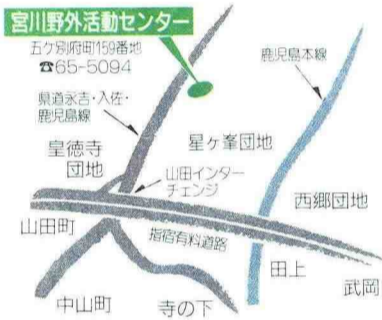 宮川野外活動センター
五ケ別府町159番地
☎65-5094
県道永吉・入佐・
鹿児島線
鹿児島本線
星ヶ峯団地
皇徳寺
団地
山田インター
チェンジ
西郷団地
山田町
指宿有料道路
田上
武岡
中山町
寺の下